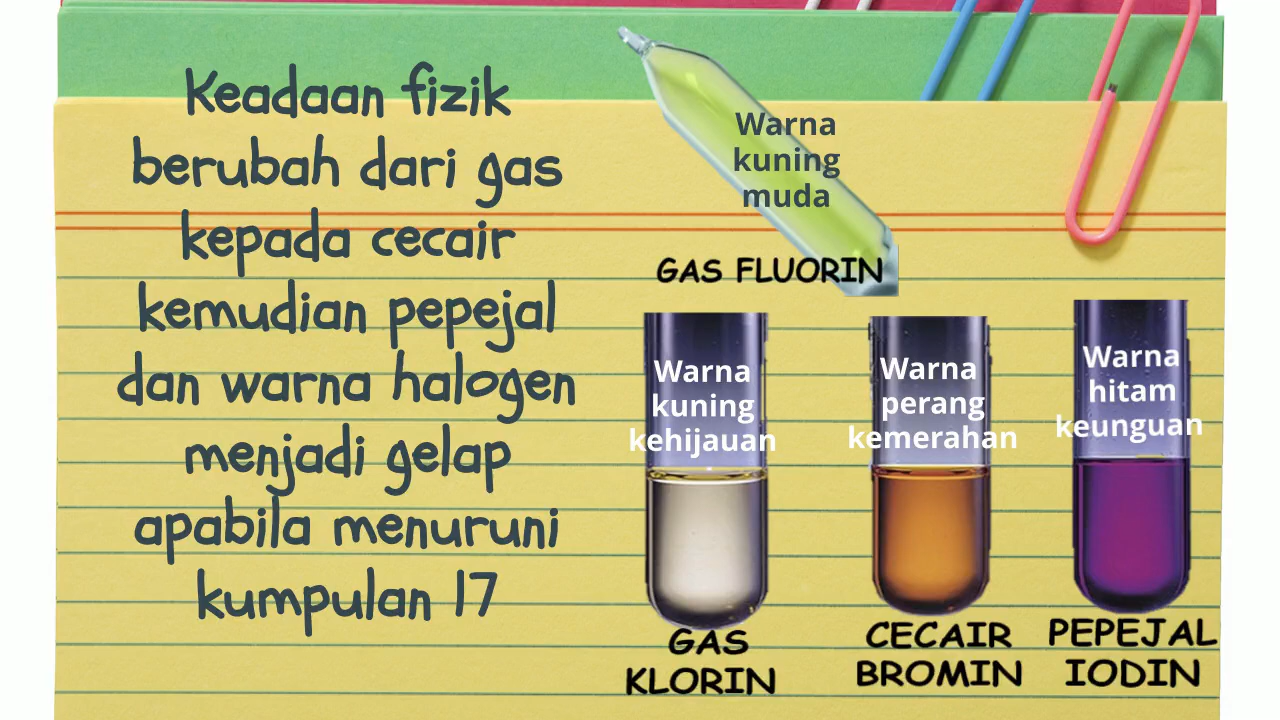 Keadaan fizik
berubah dari gas
kepada cecair
kemudian pepejal
dan warna halogen
menjadi gelap
apabila menuruni
kumpulan 17
Warna
kuning
muda
GAS FLUORIN
Warna
kuning
kehijauan
GAS
KLORIN
Warna
perang
kemerahan
CECAIR
BROMIN
Warna
hitam
keunguan
PEPEJAL
IODIN